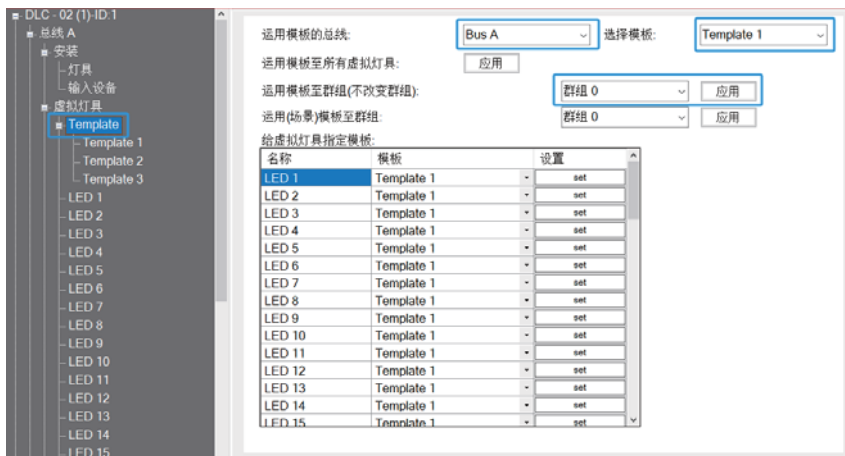 DLC - 02 (1)-ID:1
总线 A
安装
灯具
输入设备
虚拟灯具
Template
Template 1
Template 2
Template 3
LED 1
LED 2
LED 3
LED 4
LED 5
LED 6
LED 7
LED 8
LED 9
LED 10
LED 11
LED 12
LED 13
LED 14
LED 15
运用模板的总线: Bus A 选择模板: Template 1
运用模板至所有虚拟灯具: 应用
运用模板至群组(不改变群组): 群组 0 应用
运用(场景)模板至群组: 群组 0 应用
给虚拟灯具指定模板:
名称 模板 设置
LED 1 Template 1 set
LED 2 Template 1 set
LED 3 Template 1 set
LED 4 Template 1 set
LED 5 Template 1 set
LED 6 Template 1 set
LED 7 Template 1 set
LED 8 Template 1 set
LED 9 Template 1 set
LED 10 Template 1 set
LED 11 Template 1 set
LED 12 Template 1 set
LED 13 Template 1 set
LED 14 Template 1 set
LED 15 Template 1 set